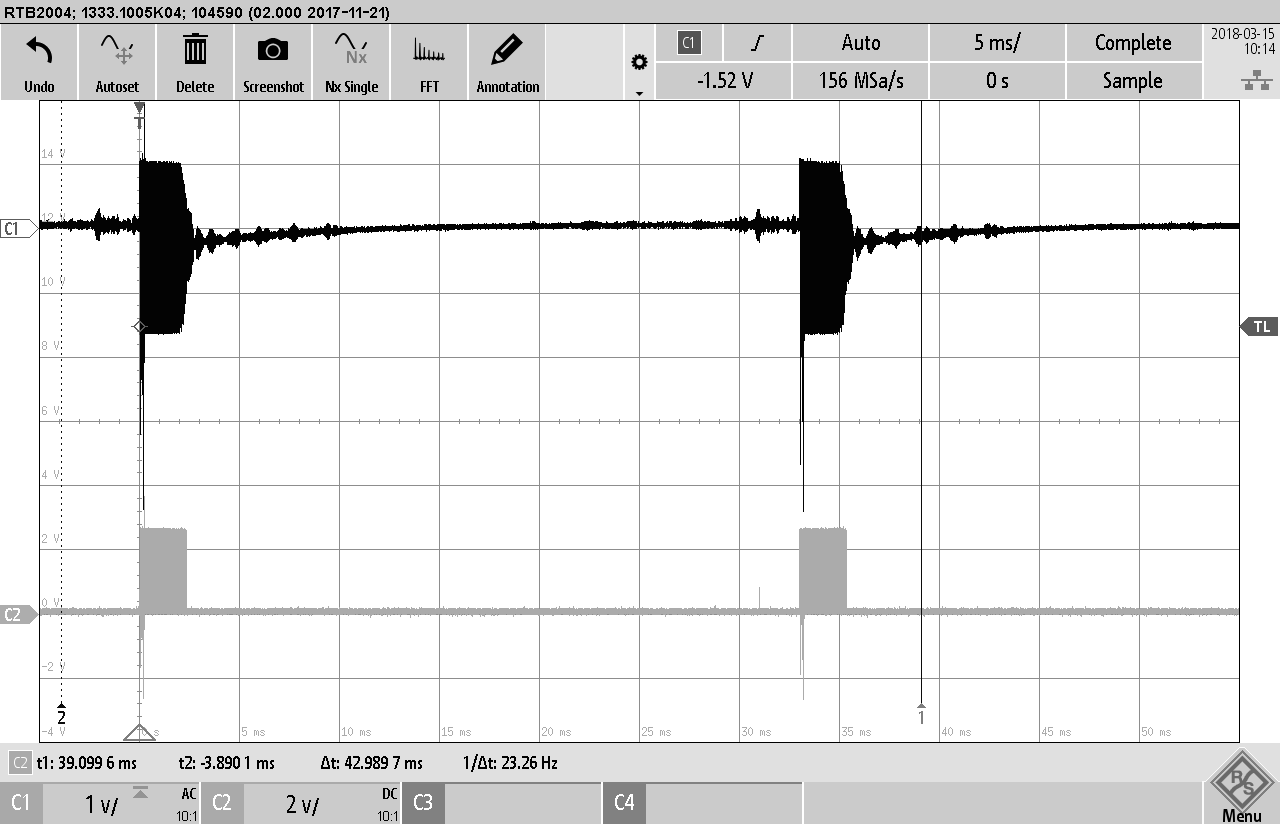 RTB2004; 1333.1005K04; 104590 (02.000 2017-11-21)
Undo Autoset Delete Screenshot Nx Single FFT Annotation
Nx
C1 Auto 5 ms/ Complete
-1.52 V 156 MSa/s 0 s Sample
2018-03-15
10:14
T
14 V
12 V
C1
10 V
TL
8 V
6 V
4 V
2 V
0 V
C2
-2 V
2 1
-4 V 0 s 5 ms 10 ms 15 ms 20 ms 25 ms 30 ms 35 ms 40 ms 45 ms 50 ms
C2 t1: 39.099 6 ms t2: -3.890 1 ms Δt: 42.989 7 ms 1/Δt: 23.26 Hz
C1 1 V/ AC 10:1 C2 2 V/ DC 10:1 C3 C4
R S
Menu